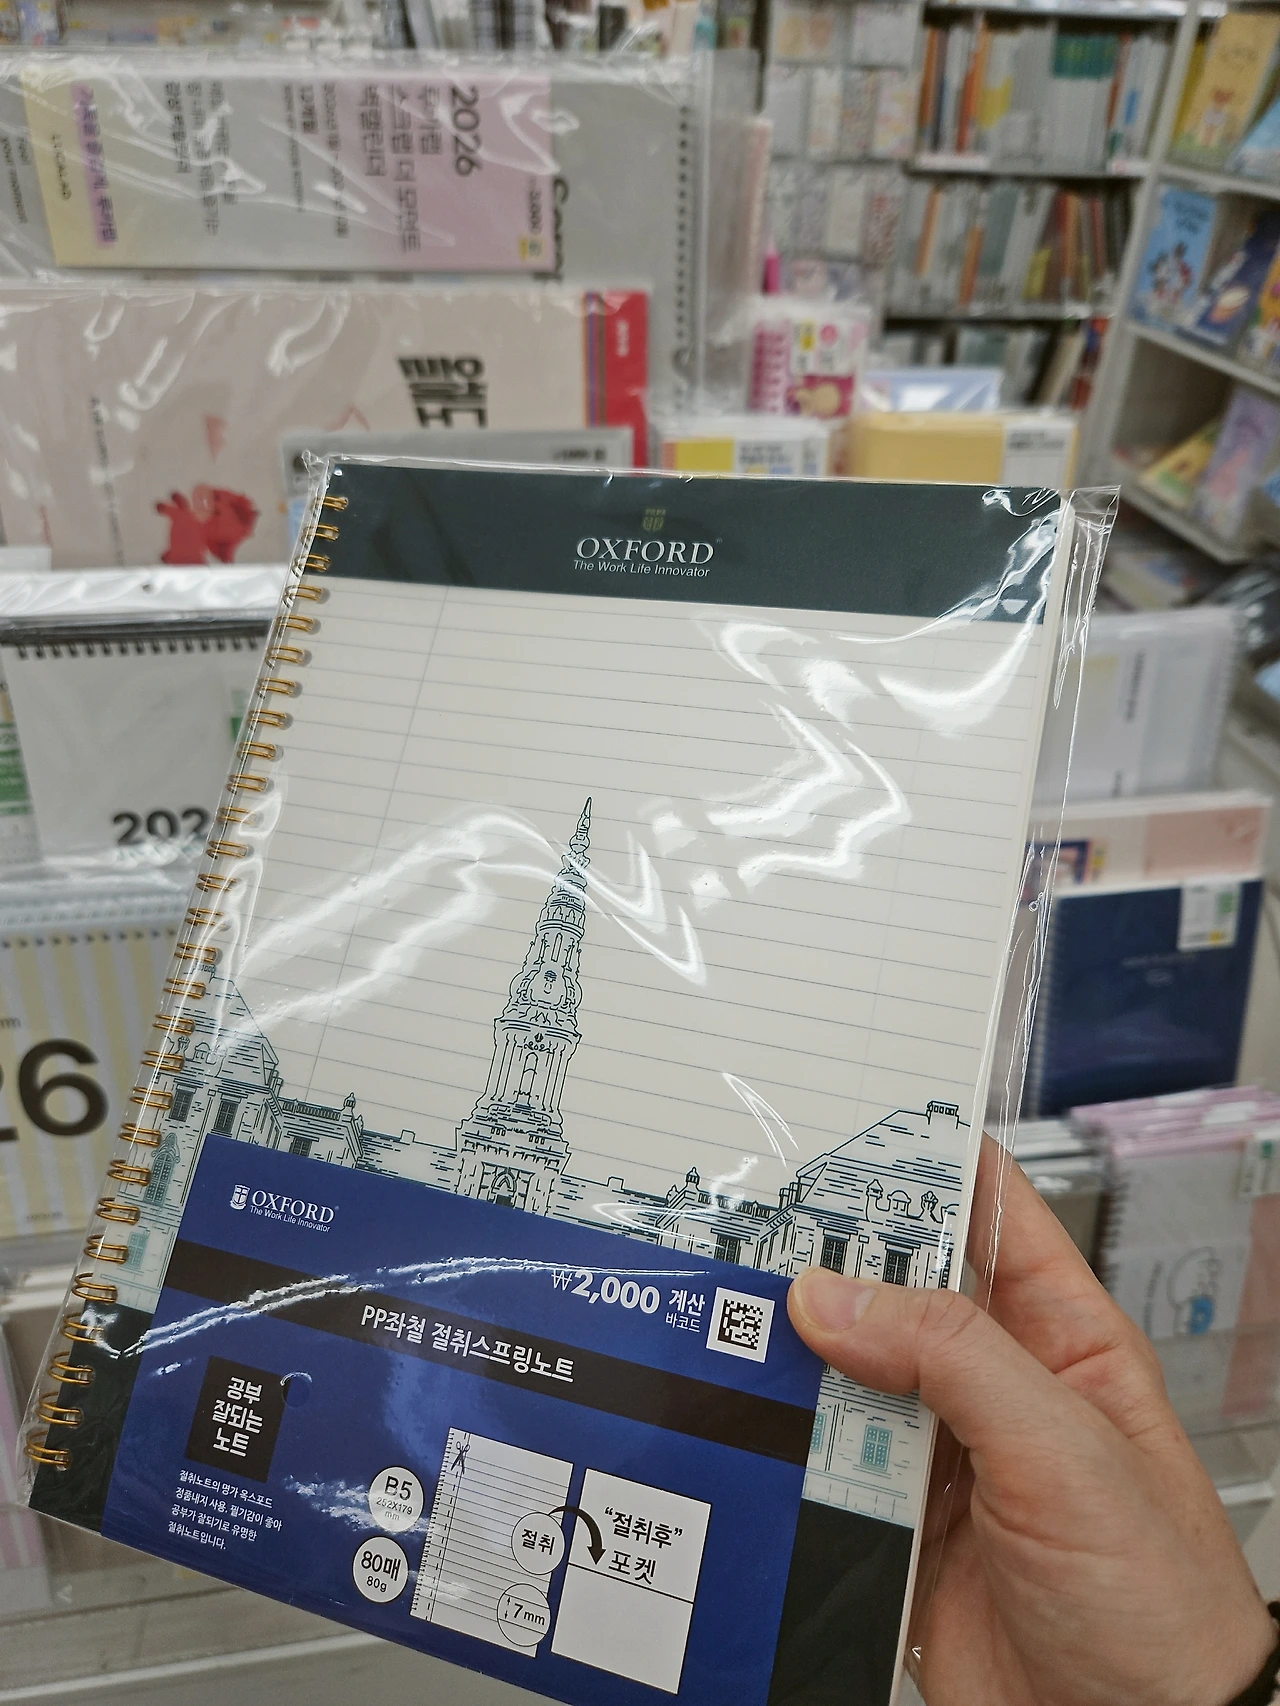 2026
OXFORD
The Work Life Innovator
202
26
OXFORD
The Work Life Innovator
₩2,000 계산
바코드
PP좌철 절취스프링노트
공부
잘되는
노트
절취노트의 명가 옥스포드
정품내지 사용, 필기감이 좋아
공부가 잘되기로 유명한
절취노트입니다.
B5
252X179
mm
80매
80g
절취
7mm
“절취후”
포켓